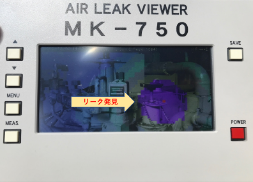 AIR LEAK VIEWER
MK-750
▲
SAVE
リーク発見
▼
MENU
POWER
MEAS.